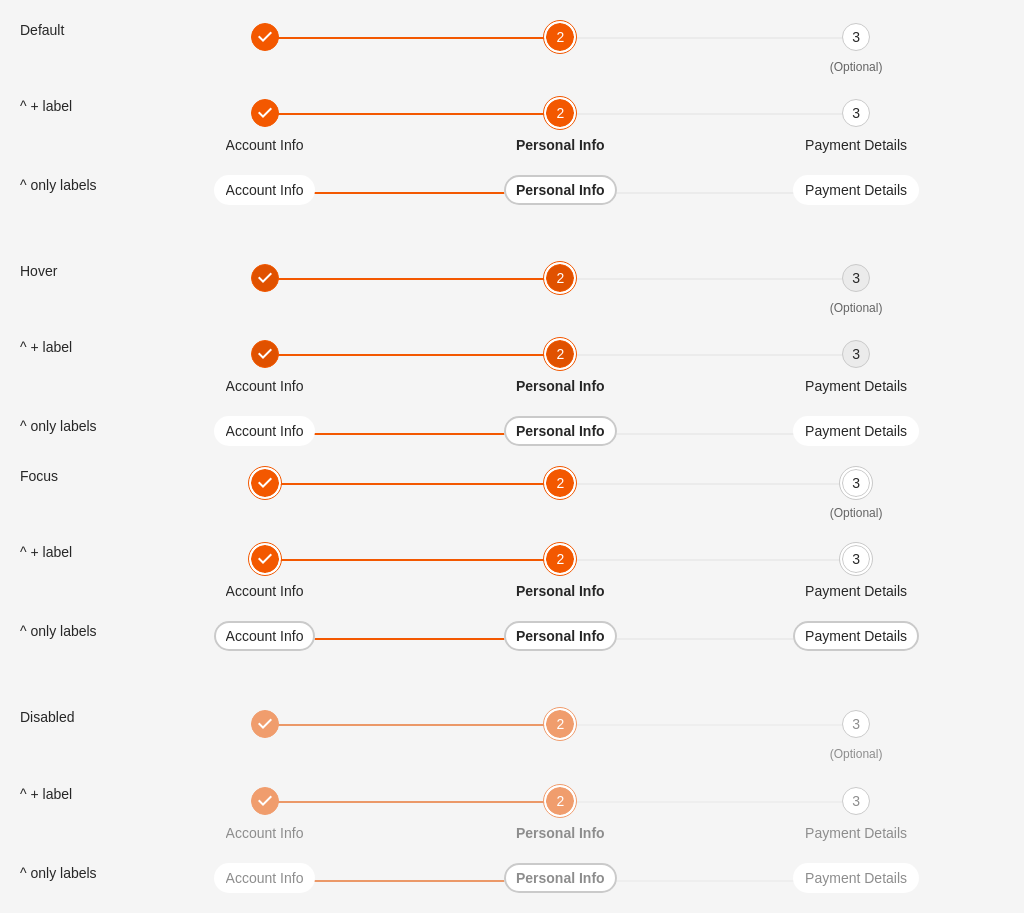 Default 2 3
(Optional)
^ + label 2 3
Account Info Personal Info Payment Details
^ only labels Account Info Personal Info Payment Details
Hover 2 3
(Optional)
^ + label 2 3
Account Info Personal Info Payment Details
^ only labels Account Info Personal Info Payment Details
Focus 2 3
(Optional)
^ + label 2 3
Account Info Personal Info Payment Details
^ only labels Account Info Personal Info Payment Details
Disabled 2 3
(Optional)
^ + label 2 3
Account Info Personal Info Payment Details
^ only labels Account Info Personal Info Payment Details